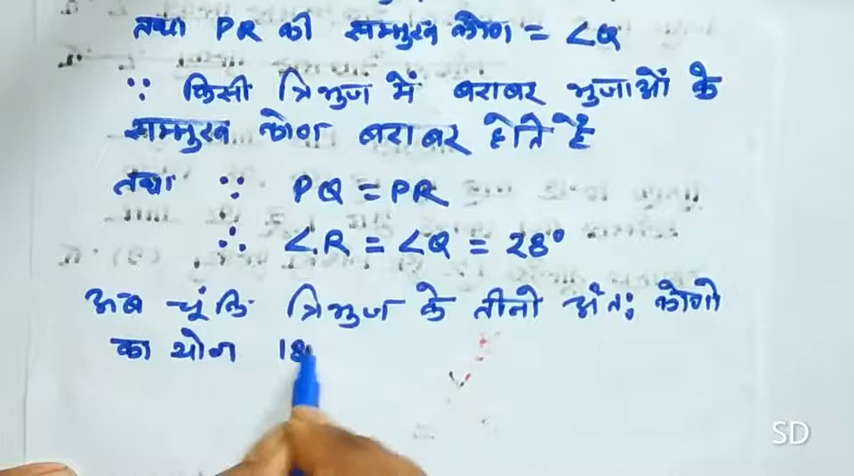 तथा PR का सम्मुख कोण = ∠Q
∵ किसी त्रिभुज में बराबर भुजाओं के
सम्मुख कोण बराबर होते हैं
तथा ∵ PQ = PR
∴ ∠R = ∠Q = 28°
अब चूंकि त्रिभुज के तीनो अंतः कोणो
का योग 18
SD